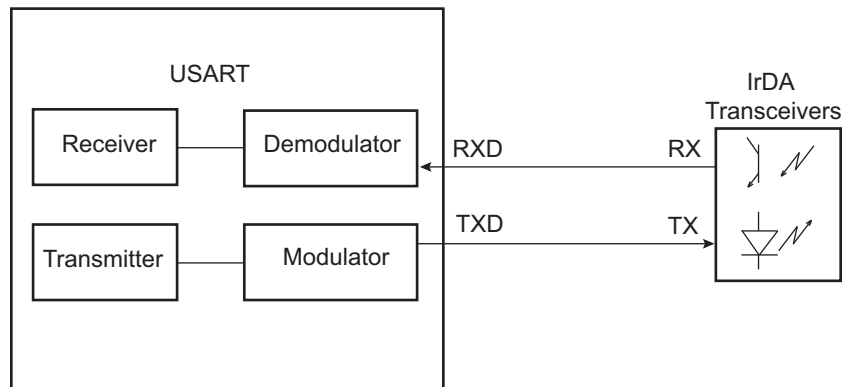 USART
IrDA
Transceivers
Receiver
Demodulator
RXD
RX
Transmitter
Modulator
TXD
TX